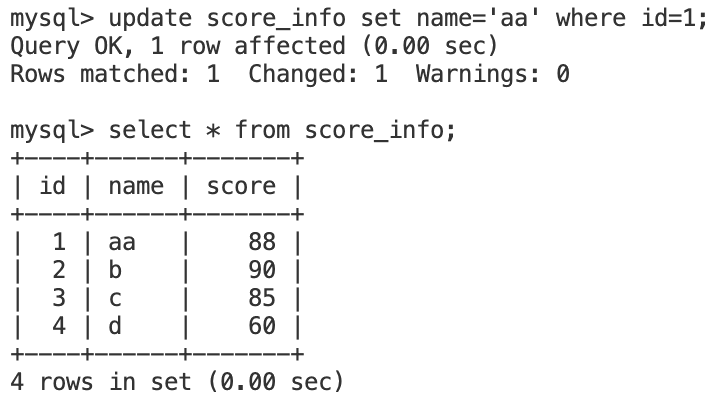 mysql> update score_info set name='aa' where id=1;
Query OK, 1 row affected (0.00 sec)
Rows matched: 1  Changed: 1  Warnings: 0

mysql> select * from score_info;
+----+------+-------+
| id | name | score |
+----+------+-------+
|  1 | aa   |    88 |
|  2 | b    |    90 |
|  3 | c    |    85 |
|  4 | d    |    60 |
+----+------+-------+
4 rows in set (0.00 sec)